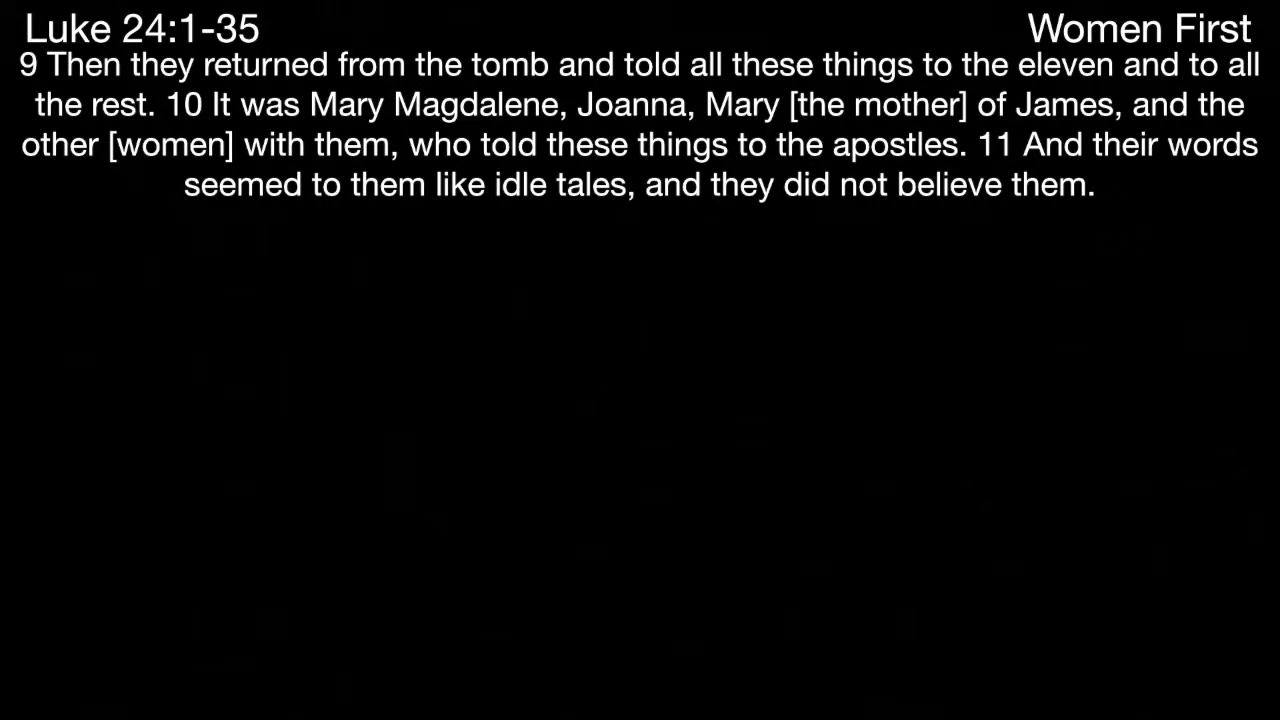 Luke 24:1-35
Women First
9 Then they returned from the tomb and told all these things to the eleven and to all
the rest. 10 It was Mary Magdalene, Joanna, Mary [the mother] of James, and the
other [women] with them, who told these things to the apostles. 11 And their words
seemed to them like idle tales, and they did not believe them.